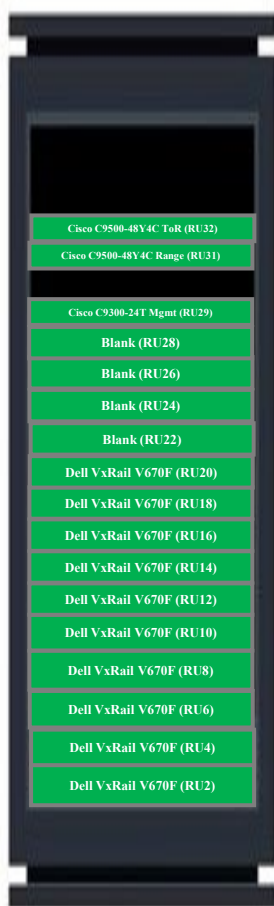 Cisco C9500-48Y4C ToR (RU32)
Cisco C9500-48Y4C Range (RU31)
Cisco C9300-24T Mgmt (RU29)
Blank (RU28)
Blank (RU26)
Blank (RU24)
Blank (RU22)
Dell VxRail V670F (RU20)
Dell VxRail V670F (RU18)
Dell VxRail V670F (RU16)
Dell VxRail V670F (RU14)
Dell VxRail V670F (RU12)
Dell VxRail V670F (RU10)
Dell VxRail V670F (RU8)
Dell VxRail V670F (RU6)
Dell VxRail V670F (RU4)
Dell VxRail V670F (RU2)